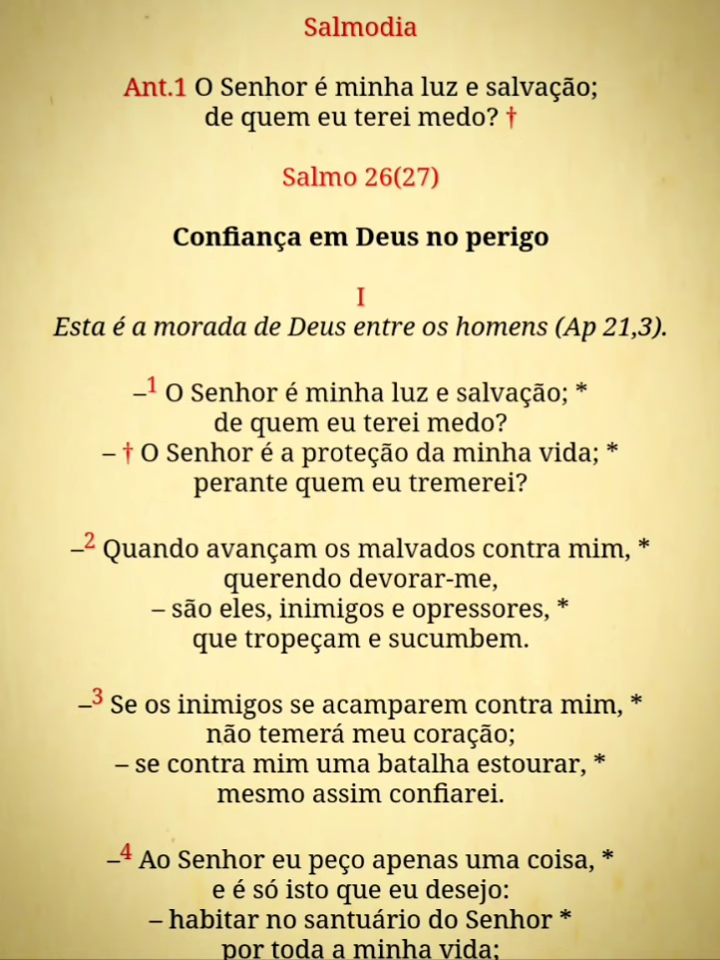 Salmodia
Ant.1 O Senhor é minha luz e salvação;
de quem eu terei medo? †
Salmo 26(27)
Confiança em Deus no perigo
I
Esta é a morada de Deus entre os homens (Ap 21,3).
–1 O Senhor é minha luz e salvação; *
de quem eu terei medo?
– † O Senhor é a proteção da minha vida; *
perante quem eu tremerei?
–2 Quando avançam os malvados contra mim, *
querendo devorar-me,
– são eles, inimigos e opressores, *
que tropeçam e sucumbem.
–3 Se os inimigos se acamparem contra mim, *
não temerá meu coração;
– se contra mim uma batalha estourar, *
mesmo assim confiarei.
–4 Ao Senhor eu peço apenas uma coisa, *
e é só isto que eu desejo:
– habitar no santuário do Senhor *
por toda a minha vida;